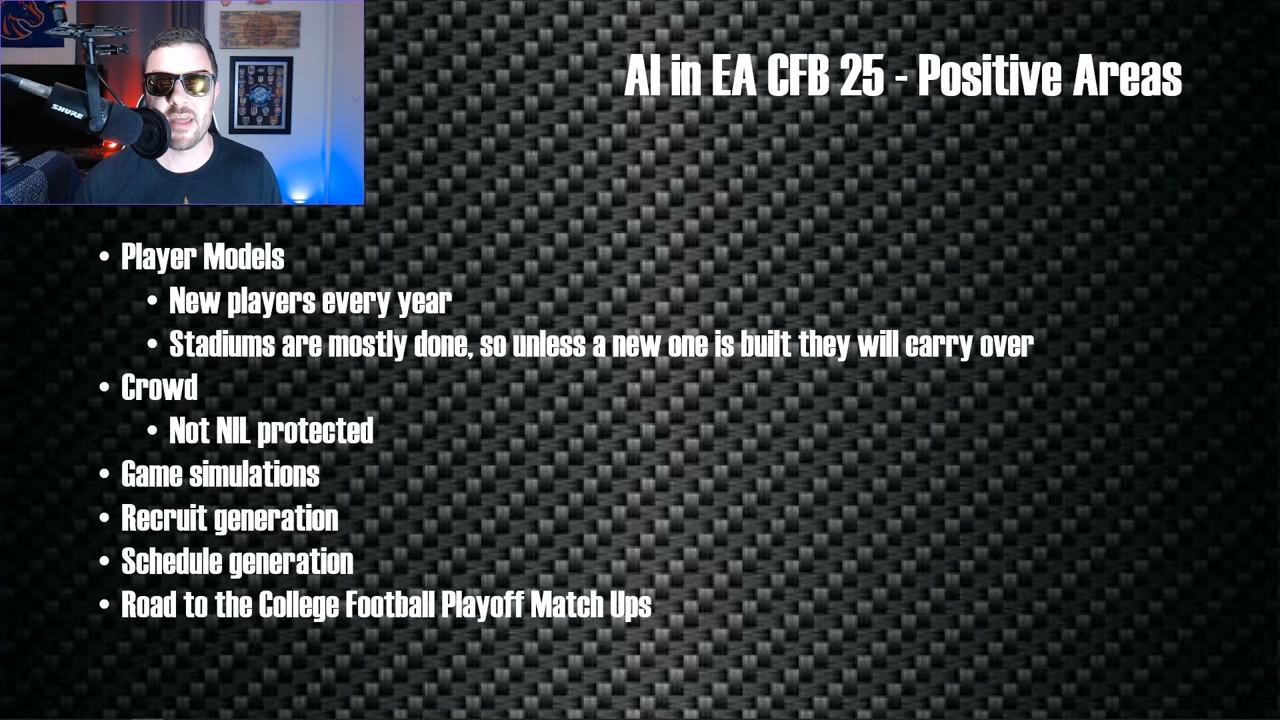 AI in EA CFB 25 - Positive Areas
SHURE
• Player Models
• New players every year
• Stadiums are mostly done, so unless a new one is built they will carry over
• Crowd
• Not NIL protected
• Game simulations
• Recruit generation
• Schedule generation
• Road to the College Football Playoff Match Ups